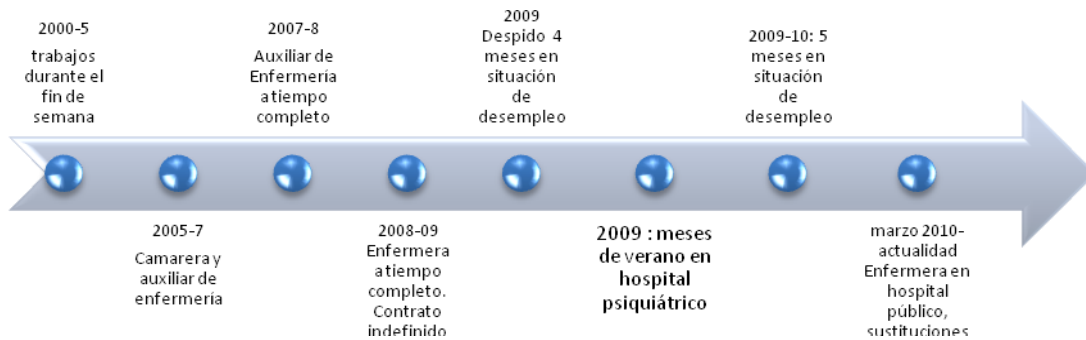 2000-5
trabajos
durante el
fin de
semana
2005-7
Camarera y
auxiliar de
enfermería
2007-8
Auxiliar de
Enfermería
a tiempo
completo
2008-09
Enfermera
a tiempo
completo.
Contrato
indefinido
2009
Despido 4
meses en
situación
de
desempleo
2009 : meses
de verano en
hospital
psiquiátrico
2009-10: 5
meses en
situación
de
desempleo
marzo 2010-
actualidad
Enfermera en
hospital
público,
sustituciones